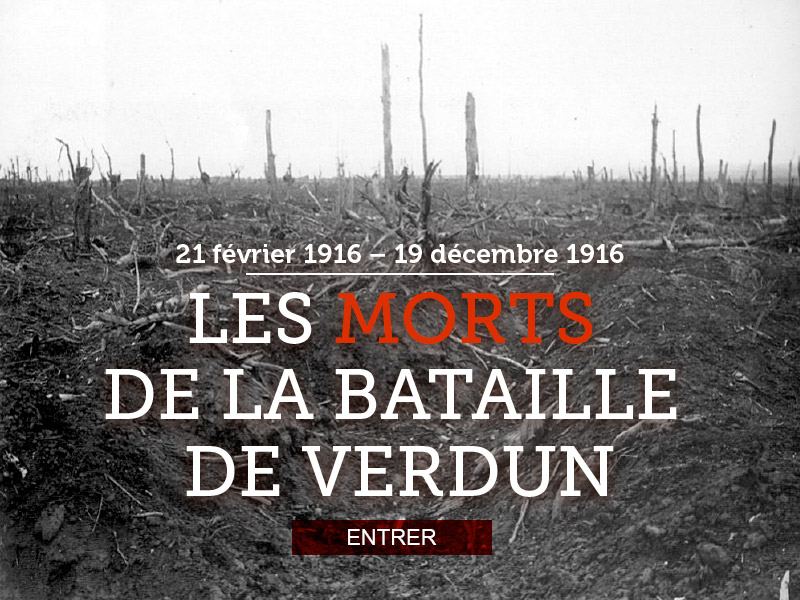 21 février 1916 – 19 décembre 1916
LES MORTS
DE LA BATAILLE
DE VERDUN
ENTRER